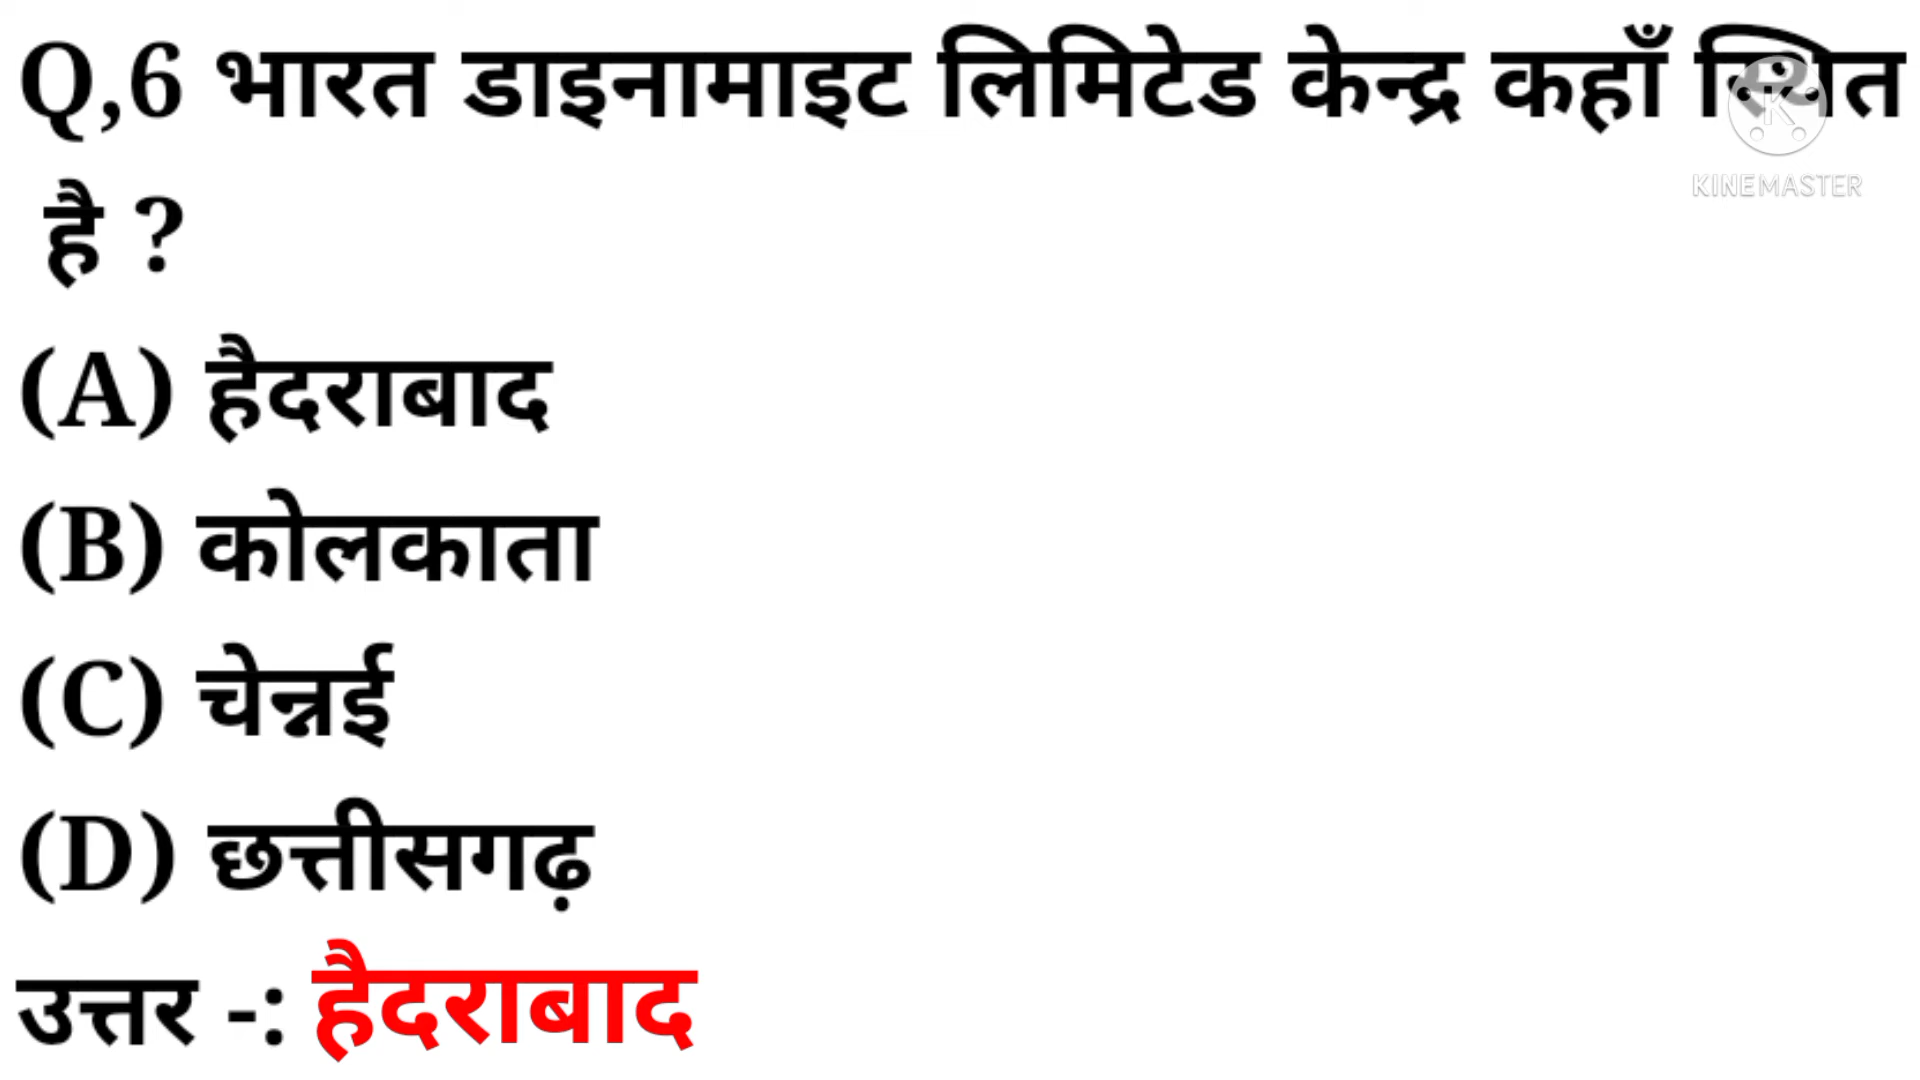 Q,6 भारत डाइनामाइट लिमिटेड केन्द्र कहाँ स्थित
है ?
(A) हैदराबाद
(B) कोलकाता
(C) चेन्नई
(D) छत्तीसगढ़
उत्तर -: हैदराबाद
K
KINEMASTER